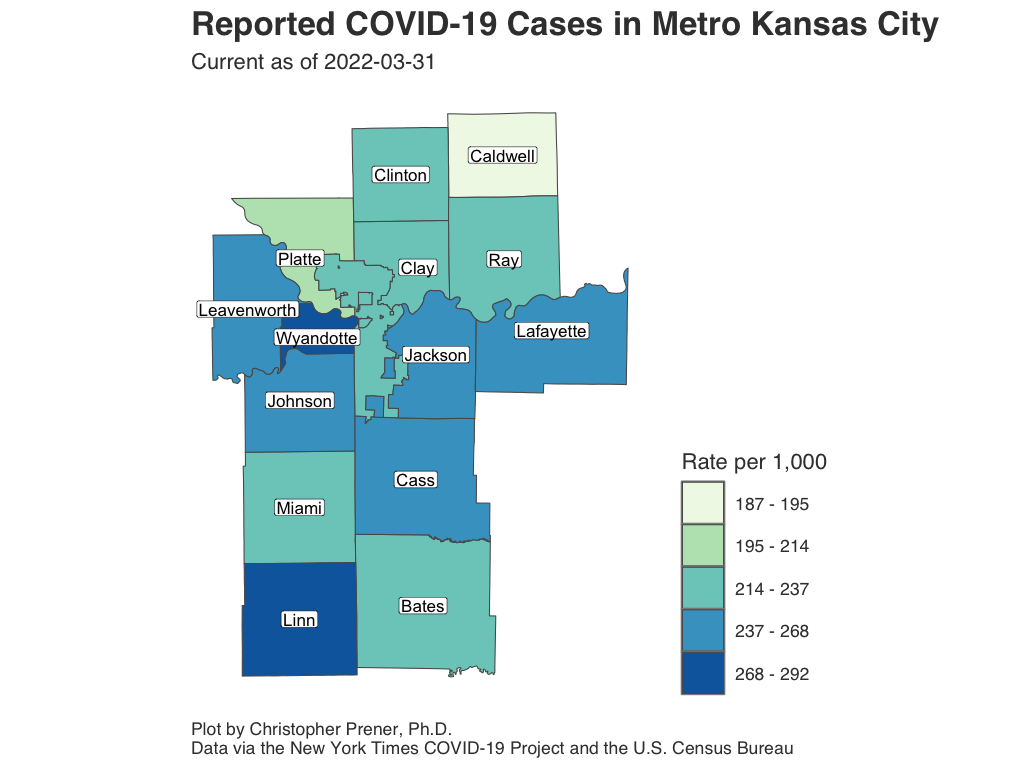 Reported COVID-19 Cases in Metro Kansas City
Current as of 2022-03-31
Caldwell
Clinton
Platte
Clay
Ray
Leavenworth
Wyandotte
Lafayette
Jackson
Johnson
Cass
Miami
Linn
Bates
Rate per 1,000
187 - 195
195 - 214
214 - 237
237 - 268
268 - 292
Plot by Christopher Prener, Ph.D.
Data via the New York Times COVID-19 Project and the U.S. Census Bureau